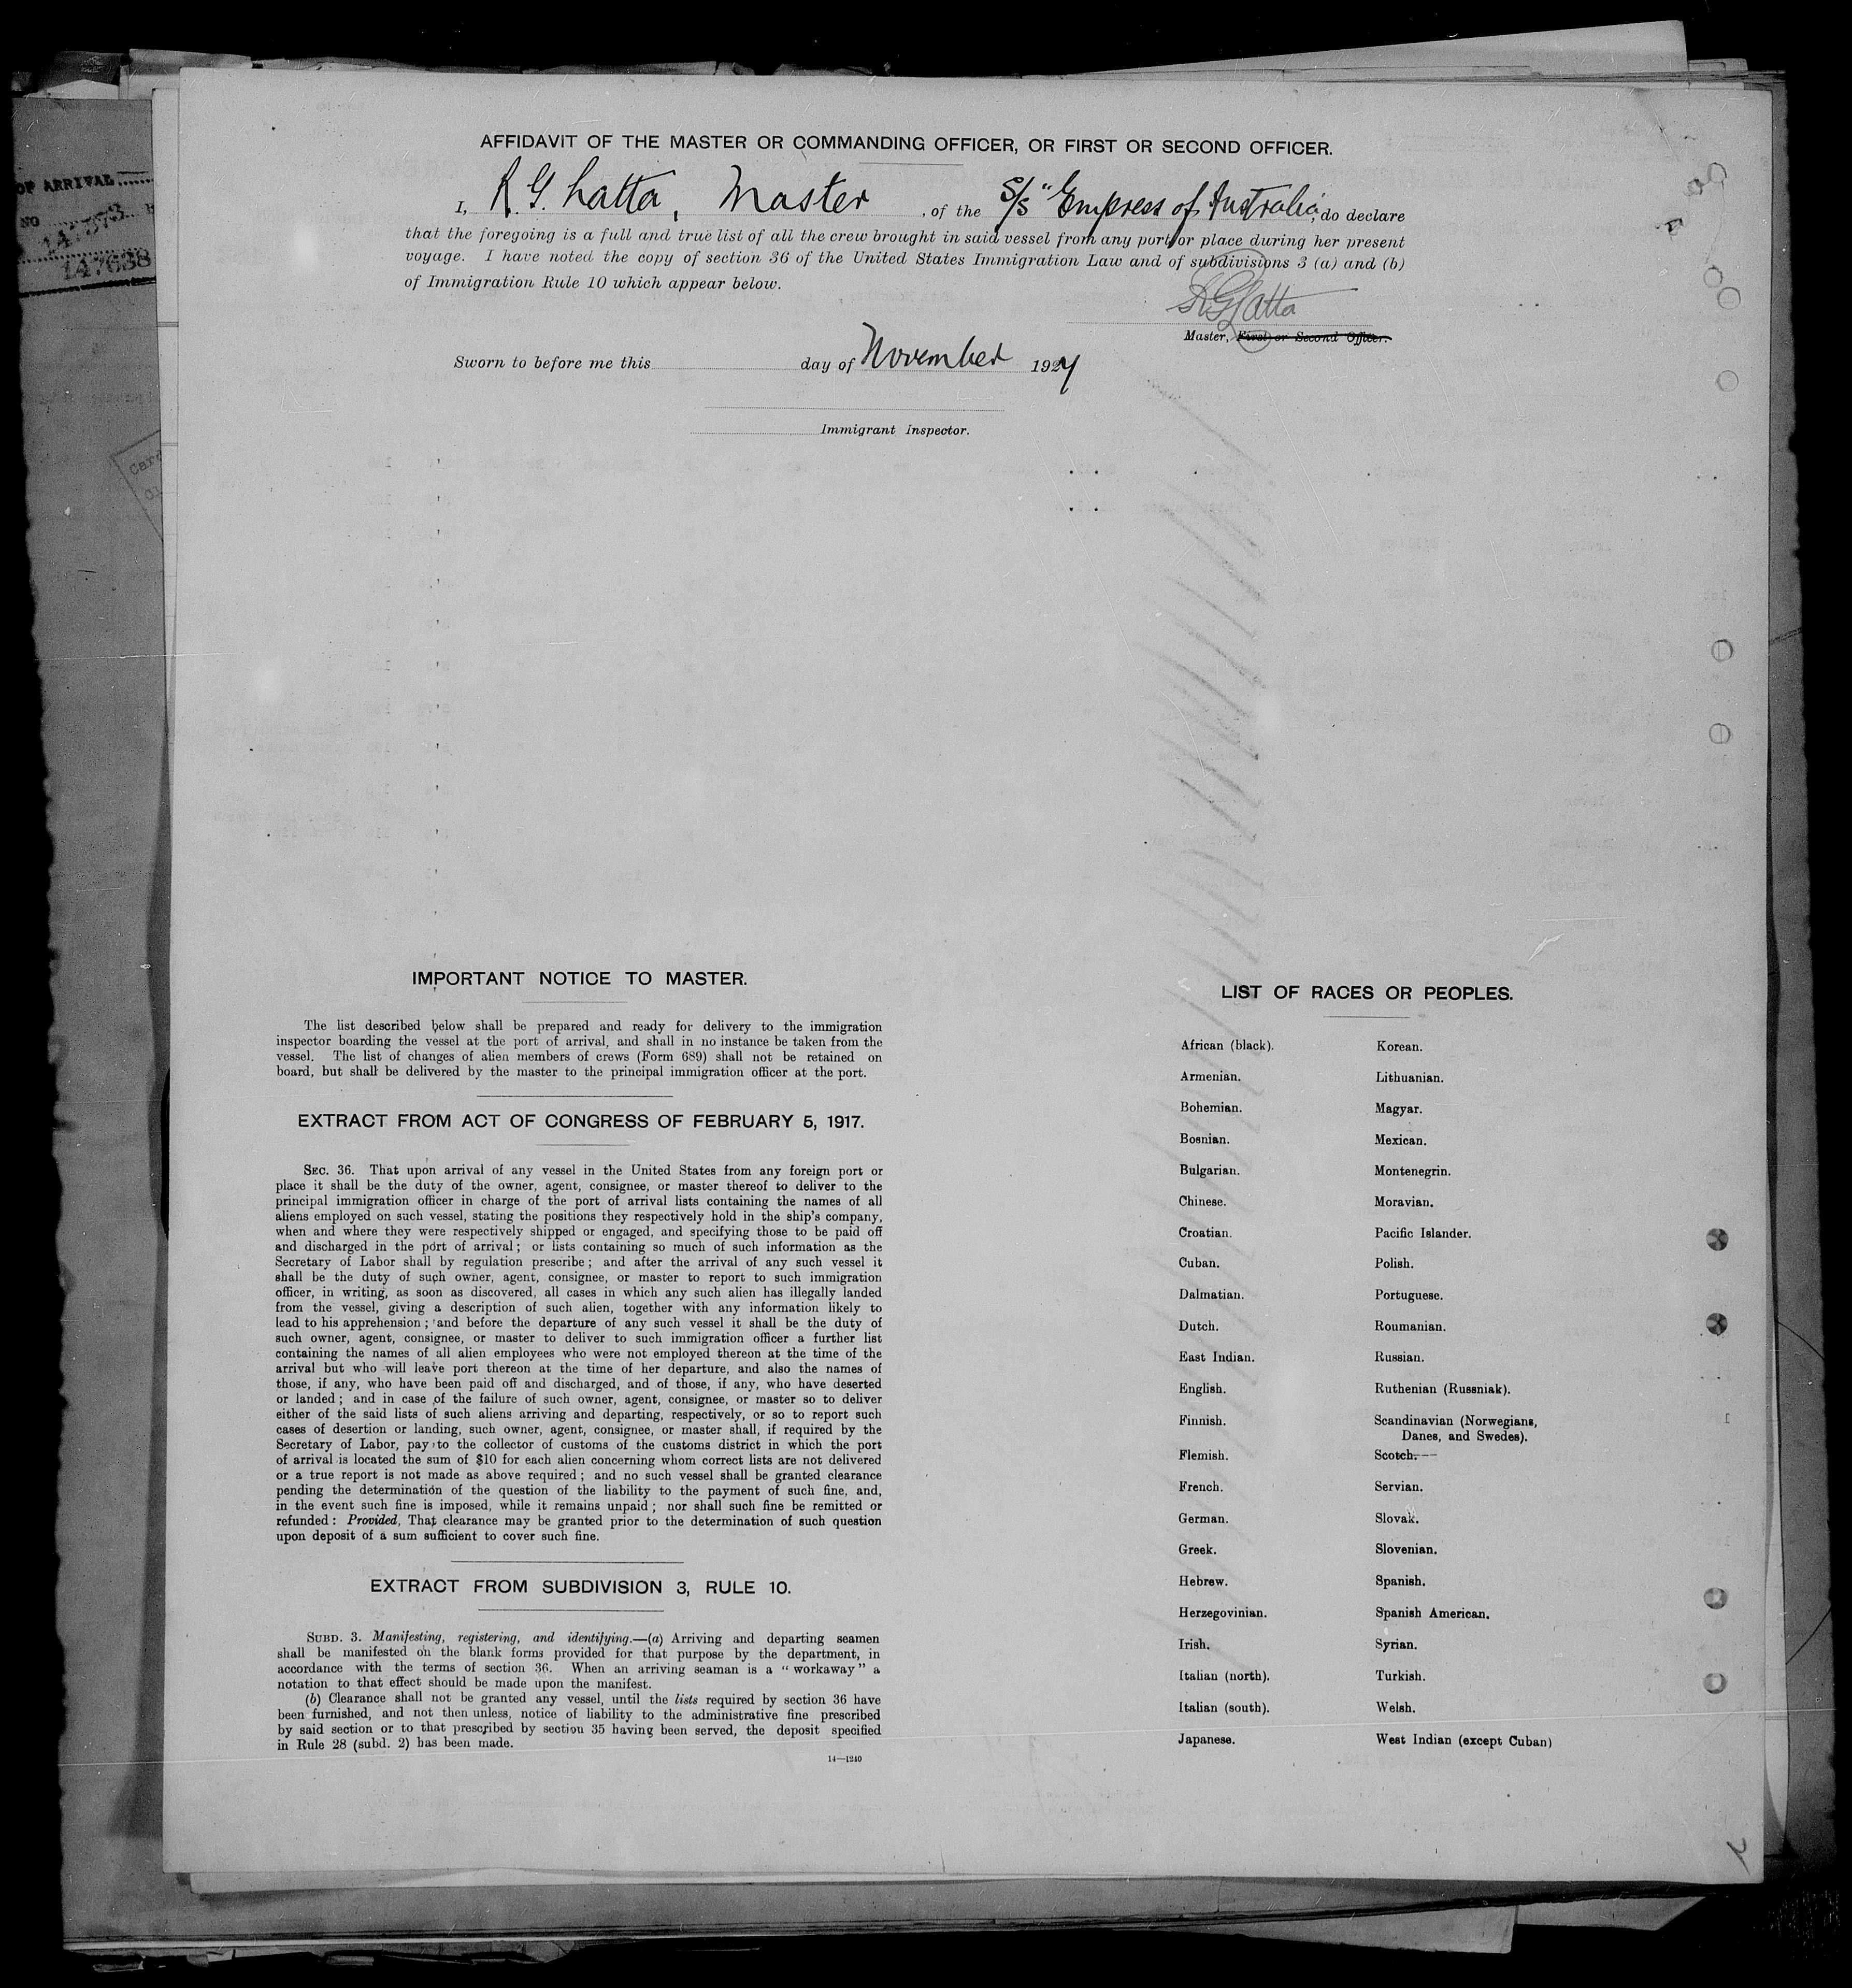 OF ARRIVAL
NO
147573
147638
AFFIDAVIT OF THE MASTER OR COMMANDING OFFICER, OR FIRST OR SECOND OFFICER.
I, R. G. Latta, Master, of the S/S "Empress of Australia, do declare
that the foregoing is a full and true list of all the crew brought in said vessel from any port or place during her present
voyage. I have noted the copy of section 36 of the United States Immigration Law and of subdivisions 3 (a) and (b)
of Immigration Rule 10 which appear below.
R G Latta
Master, First or Second Officer.
Sworn to before me this day of November 1927
Immigrant Inspector.
IMPORTANT NOTICE TO MASTER.
The list described below shall be prepared and ready for delivery to the immigration
inspector boarding the vessel at the port of arrival, and shall in no instance be taken from the
vessel. The list of changes of alien members of crews (Form 689) shall not be retained on
board, but shall be delivered by the master to the principal immigration officer at the port.
EXTRACT FROM ACT OF CONGRESS OF FEBRUARY 5, 1917.
SEC. 36. That upon arrival of any vessel in the United States from any foreign port or
place it shall be the duty of the owner, agent, consignee, or master thereof to deliver to the
principal immigration officer in charge of the port of arrival lists containing the names of all
aliens employed on such vessel, stating the positions they respectively hold in the ship's company,
when and where they were respectively shipped or engaged, and specifying those to be paid off
and discharged in the port of arrival; or lists containing so much of such information as the
Secretary of Labor shall by regulation prescribe; and after the arrival of any such vessel it
shall be the duty of such owner, agent, consignee, or master to report to such immigration
officer, in writing, as soon as discovered, all cases in which any such alien has illegally landed
from the vessel, giving a description of such alien, together with any information likely to
lead to his apprehension; and before the departure of any such vessel it shall be the duty of
such owner, agent, consignee, or master to deliver to such immigration officer a further list
containing the names of all alien employees who were not employed thereon at the time of the
arrival but who will leave port thereon at the time of her departure, and also the names of
those, if any, who have been paid off and discharged, and of those, if any, who have deserted
or landed; and in case of the failure of such owner, agent, consignee, or master so to deliver
either of the said lists of such aliens arriving and departing, respectively, or so to report such
cases of desertion or landing, such owner, agent, consignee, or master shall, if required by the
Secretary of Labor, pay to the collector of customs of the customs district in which the port
of arrival is located the sum of $10 for each alien concerning whom correct lists are not delivered
or a true report is not made as above required; and no such vessel shall be granted clearance
pending the determination of the question of the liability to the payment of such fine, and,
in the event such fine is imposed, while it remains unpaid; nor shall such fine be remitted or
refunded: Provided, That clearance may be granted prior to the determination of such question
upon deposit of a sum sufficient to cover such fine.
EXTRACT FROM SUBDIVISION 3, RULE 10.
SUBD. 3. Manifesting, registering, and identifying.—(a) Arriving and departing seamen
shall be manifested on the blank forms provided for that purpose by the department, in
accordance with the terms of section 36. When an arriving seaman is a "workaway" a
notation to that effect should be made upon the manifest.
(b) Clearance shall not be granted any vessel, until the lists required by section 36 have
been furnished, and not then unless, notice of liability to the administrative fine prescribed
by said section or to that prescribed by section 35 having been served, the deposit specified
in Rule 28 (subd. 2) has been made.
14—1240
LIST OF RACES OR PEOPLES.
African (black).
Armenian.
Bohemian.
Bosnian.
Bulgarian.
Chinese.
Croatian.
Cuban.
Dalmatian.
Dutch.
East Indian.
English.
Finnish.
Flemish.
French.
German.
Greek.
Hebrew.
Herzegovinian.
Irish.
Italian (north).
Italian (south).
Japanese.
Korean.
Lithuanian.
Magyar.
Mexican.
Montenegrin.
Moravian.
Pacific Islander.
Polish.
Portuguese.
Roumanian.
Russian.
Ruthenian (Russniak).
Scandinavian (Norwegians,
Danes, and Swedes).
Scotch.
Servian.
Slovak.
Slovenian.
Spanish.
Spanish American.
Syrian.
Turkish.
Welsh.
West Indian (except Cuban)